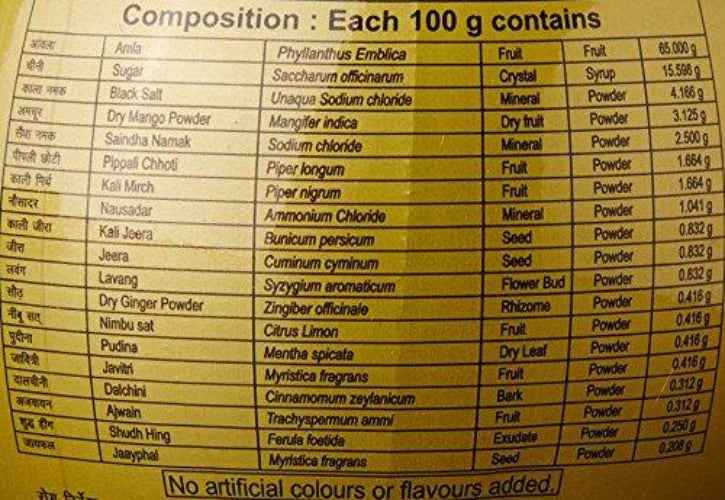 Composition : Each 100 g contains
आंवला Amla Phyllanthus Emblica Fruit Fruit 65.000 g
चीनी Sugar Saccharum officinarum Crystal Syrup 15.596 g
काला नमक Black Salt Unaqua Sodium chloride Mineral Powder 4.166 g
अमचूर Dry Mango Powder Mangifer indica Dry fruit Powder 3.125 g
सैंधा नमक Saindha Namak Sodium chloride Mineral Powder 2.500 g
पीपली छोटी Pippali Chhoti Piper longum Fruit Powder 1.664 g
काली मिर्च Kali Mirch Piper nigrum Fruit Powder 1.664 g
नौसादर Nausadar Ammonium Chloride Mineral Powder 1.041 g
काली जीरा Kali Jeera Bunicum persicum Seed Powder 0.832 g
जीरा Jeera Cuminum cyminum Seed Powder 0.832 g
लवंग Lavang Syzygium aromaticum Flower Bud Powder 0.832 g
सौंठ Dry Ginger Powder Zingiber officinale Rhizome Powder 0.416 g
नींबू सत् Nimbu sat Citrus Limon Fruit Powder 0.416 g
पुदीना Pudina Mentha spicata Dry Leaf Powder 0.416 g
जावित्री Javitri Myristica fragrans Fruit Powder 0.416 g
दालचीनी Dalchini Cinnamomum zeylanicum Bark Powder 0.312 g
अजवायन Ajwain Trachyspermum ammi Fruit Powder 0.312 g
शुद्ध हींग Shudh Hing Ferula foetida Exudate Powder 0.250 g
जायफल Jaayphal Myristica fragrans Seed Powder 0.208 g
No artificial colours or flavours added.